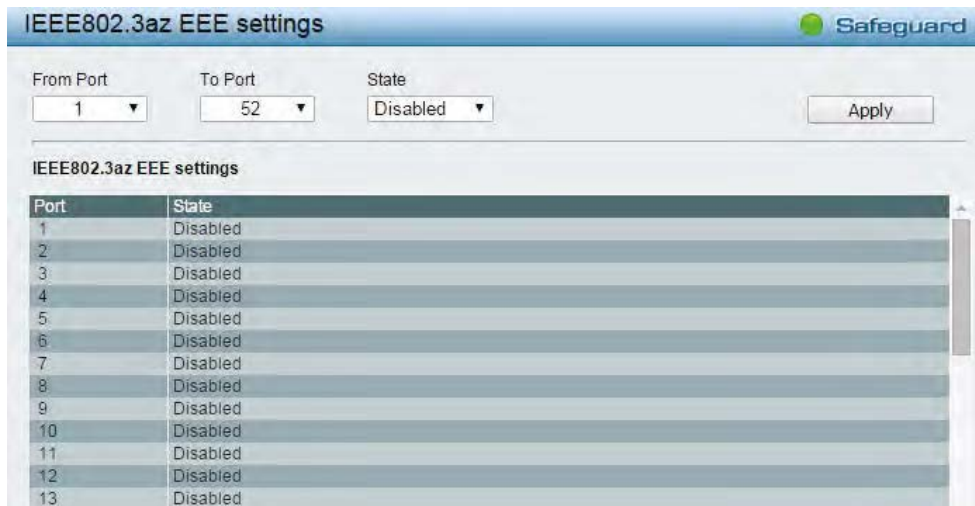 IEEE802.3az EEE settings
Safeguard
From Port To Port State
1 52 Disabled Apply
IEEE802.3az EEE settings
Port State
1 Disabled
2 Disabled
3 Disabled
4 Disabled
5 Disabled
6 Disabled
7 Disabled
8 Disabled
9 Disabled
10 Disabled
11 Disabled
12 Disabled
13 Disabled